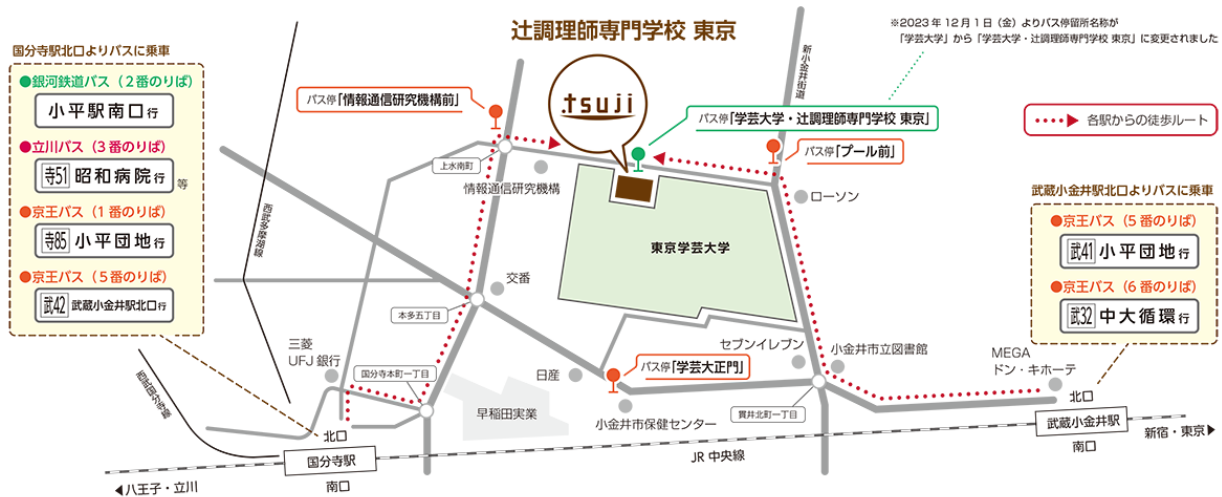 辻調理師専門学校 東京
※2023年12月1日（金）よりバス停留所名称が
「学芸大学」から「学芸大学・辻調理師専門学校 東京」に変更されました
国分寺駅北口よりバスに乗車
●銀河鉄道バス（2番のりば）
小平駅南口行
●立川バス（3番のりば）
寺51 昭和病院行 等
●京王バス（1番のりば）
寺85 小平団地行
●京王バス（5番のりば）
武42 武蔵小金井駅北口行
西武多摩湖線
バス停「情報通信研究機構前」
tsuji
バス停「学芸大学・辻調理師専門学校 東京」
新小金井街道
バス停「プール前」
各駅からの徒歩ルート
上水南町
情報通信研究機構
ローソン
東京学芸大学
武蔵小金井駅北口よりバスに乗車
●京王バス（5番のりば）
武41 小平団地行
●京王バス（6番のりば）
武32 中大循環行
交番
本多五丁目
三菱
UFJ銀行
国分寺本町一丁目
西武国分寺線
早稲田実業
日産
バス停「学芸大正門」
小金井市保健センター
セブンイレブン
小金井市立図書館
貫井北町一丁目
MEGA
ドン・キホーテ
北口
武蔵小金井駅
南口
新宿・東京▶
JR 中央線
北口
国分寺駅
南口
◀八王子・立川